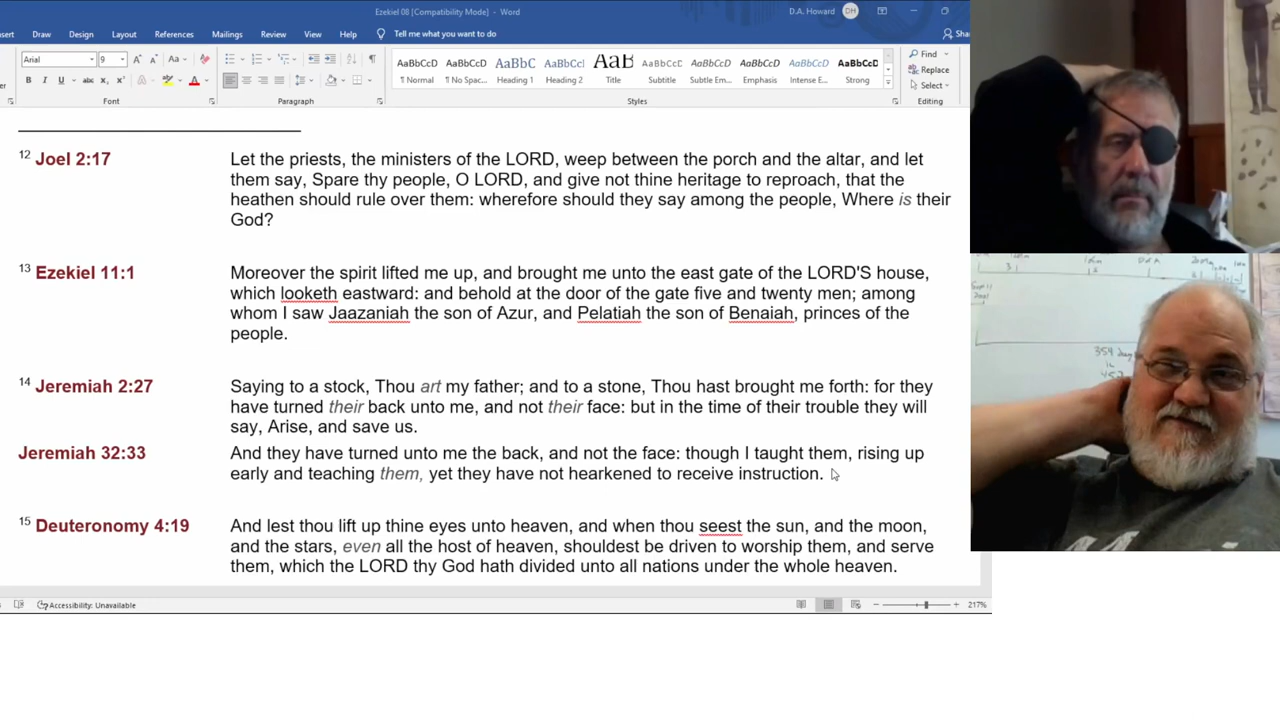 Ezekiel 08 [Compatibility Mode] - Word
D.A. Howard DH
Draw Design Layout References Mailings Review View Help Tell me what you want to do
Arial 9 Aa
B I U abc x₂ x² A A
Font Paragraph Styles Editing
AaBbCcD AaBbCcD AaBbC AaBbCcI AaB AaBbCcC AaBbCcD AaBbCcD AaBbCcD AaBbCcD
¶ Normal ¶ No Spac... Heading 1 Heading 2 Title Subtitle Subtle Em... Emphasis Intense E... Strong
Find
Replace
Select
12 Joel 2:17 Let the priests, the ministers of the LORD, weep between the porch and the altar, and let
them say, Spare thy people, O LORD, and give not thine heritage to reproach, that the
heathen should rule over them: wherefore should they say among the people, Where is their
God?
13 Ezekiel 11:1 Moreover the spirit lifted me up, and brought me unto the east gate of the LORD'S house,
which looketh eastward: and behold at the door of the gate five and twenty men; among
whom I saw Jaazaniah the son of Azur, and Pelatiah the son of Benaiah, princes of the
people.
14 Jeremiah 2:27 Saying to a stock, Thou art my father; and to a stone, Thou hast brought me forth: for they
have turned their back unto me, and not their face: but in the time of their trouble they will
say, Arise, and save us.
Jeremiah 32:33 And they have turned unto me the back, and not the face: though I taught them, rising up
early and teaching them, yet they have not hearkened to receive instruction.
15 Deuteronomy 4:19 And lest thou lift up thine eyes unto heaven, and when thou seest the sun, and the moon,
and the stars, even all the host of heaven, shouldest be driven to worship them, and serve
them, which the LORD thy God hath divided unto all nations under the whole heaven.
Accessibility: Unavailable 217%